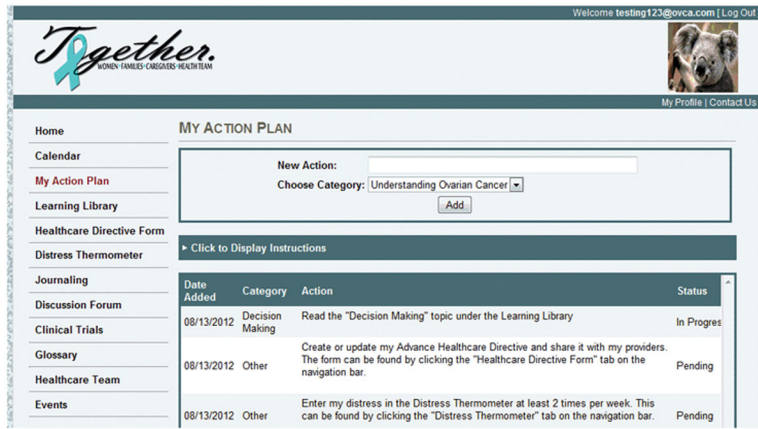 Welcome testing123@ovca.com [ Log Out
Together.
WOMEN · FAMILIES · CAREGIVERS · HEALTH TEAM
My Profile | Contact Us
Home
Calendar
My Action Plan
Learning Library
Healthcare Directive Form
Distress Thermometer
Journaling
Discussion Forum
Clinical Trials
Glossary
Healthcare Team
Events
MY ACTION PLAN
New Action:
Choose Category: Understanding Ovarian Cancer
Add
Click to Display Instructions
Date Category Action Status
Added
08/13/2012 Decision Read the "Decision Making" topic under the Learning Library In Progres
Making
Create or update my Advance Healthcare Directive and share it with my providers.
08/13/2012 Other The form can be found by clicking the "Healthcare Directive Form" tab on the Pending
navigation bar.
Enter my distress in the Distress Thermometer at least 2 times per week. This
08/13/2012 Other can be found by clicking the "Distress Thermometer" tab on the navigation bar. Pending